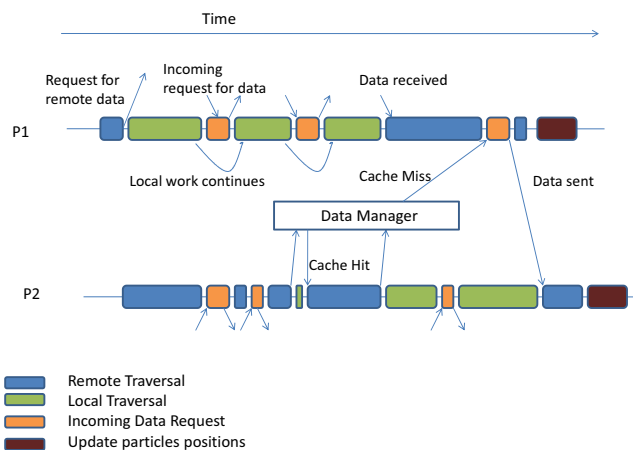 Time
Request for
remote data
Incoming
request for data
Data received
P1
Local work continues
Cache Miss
Data sent
Data Manager
Cache Hit
P2
Remote Traversal
Local Traversal
Incoming Data Request
Update particles positions